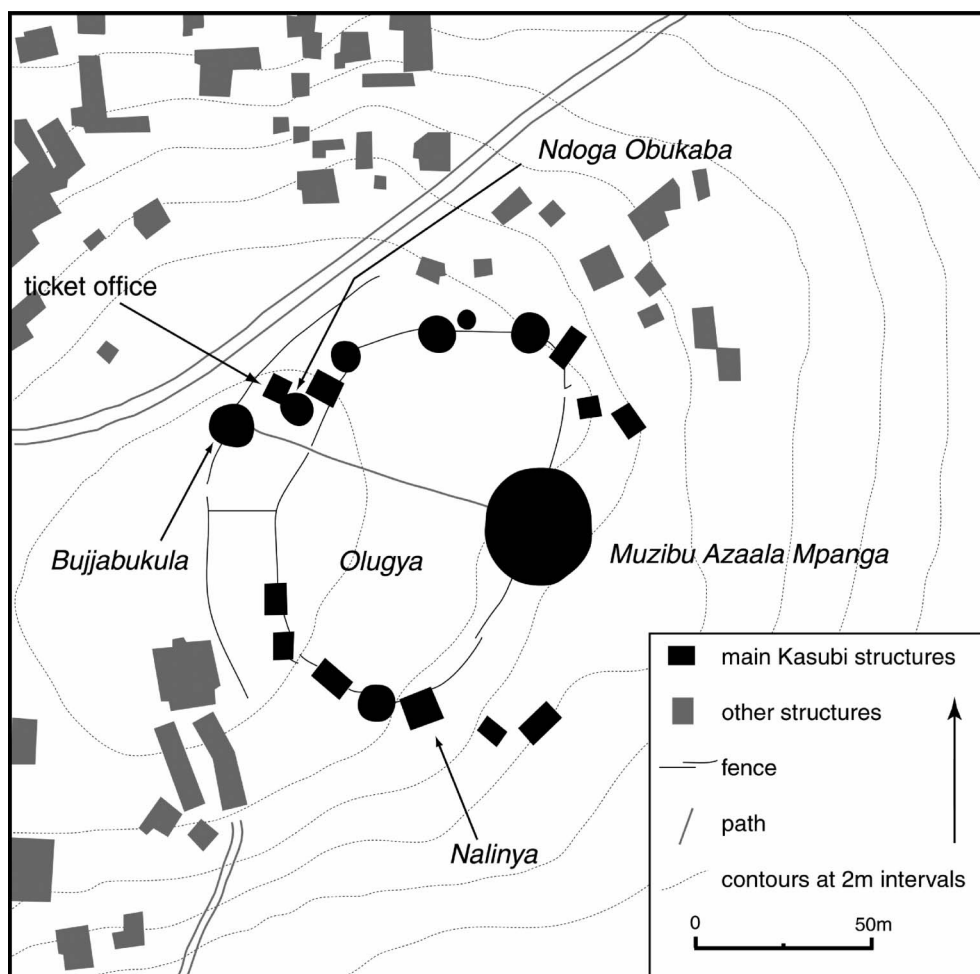 Ndoga Obukaba
ticket office
Bujjabukula
Olugya
Muzibu Azaala Mpanga
Nalinya
main Kasubi structures
other structures
fence
path
contours at 2m intervals
0 50m